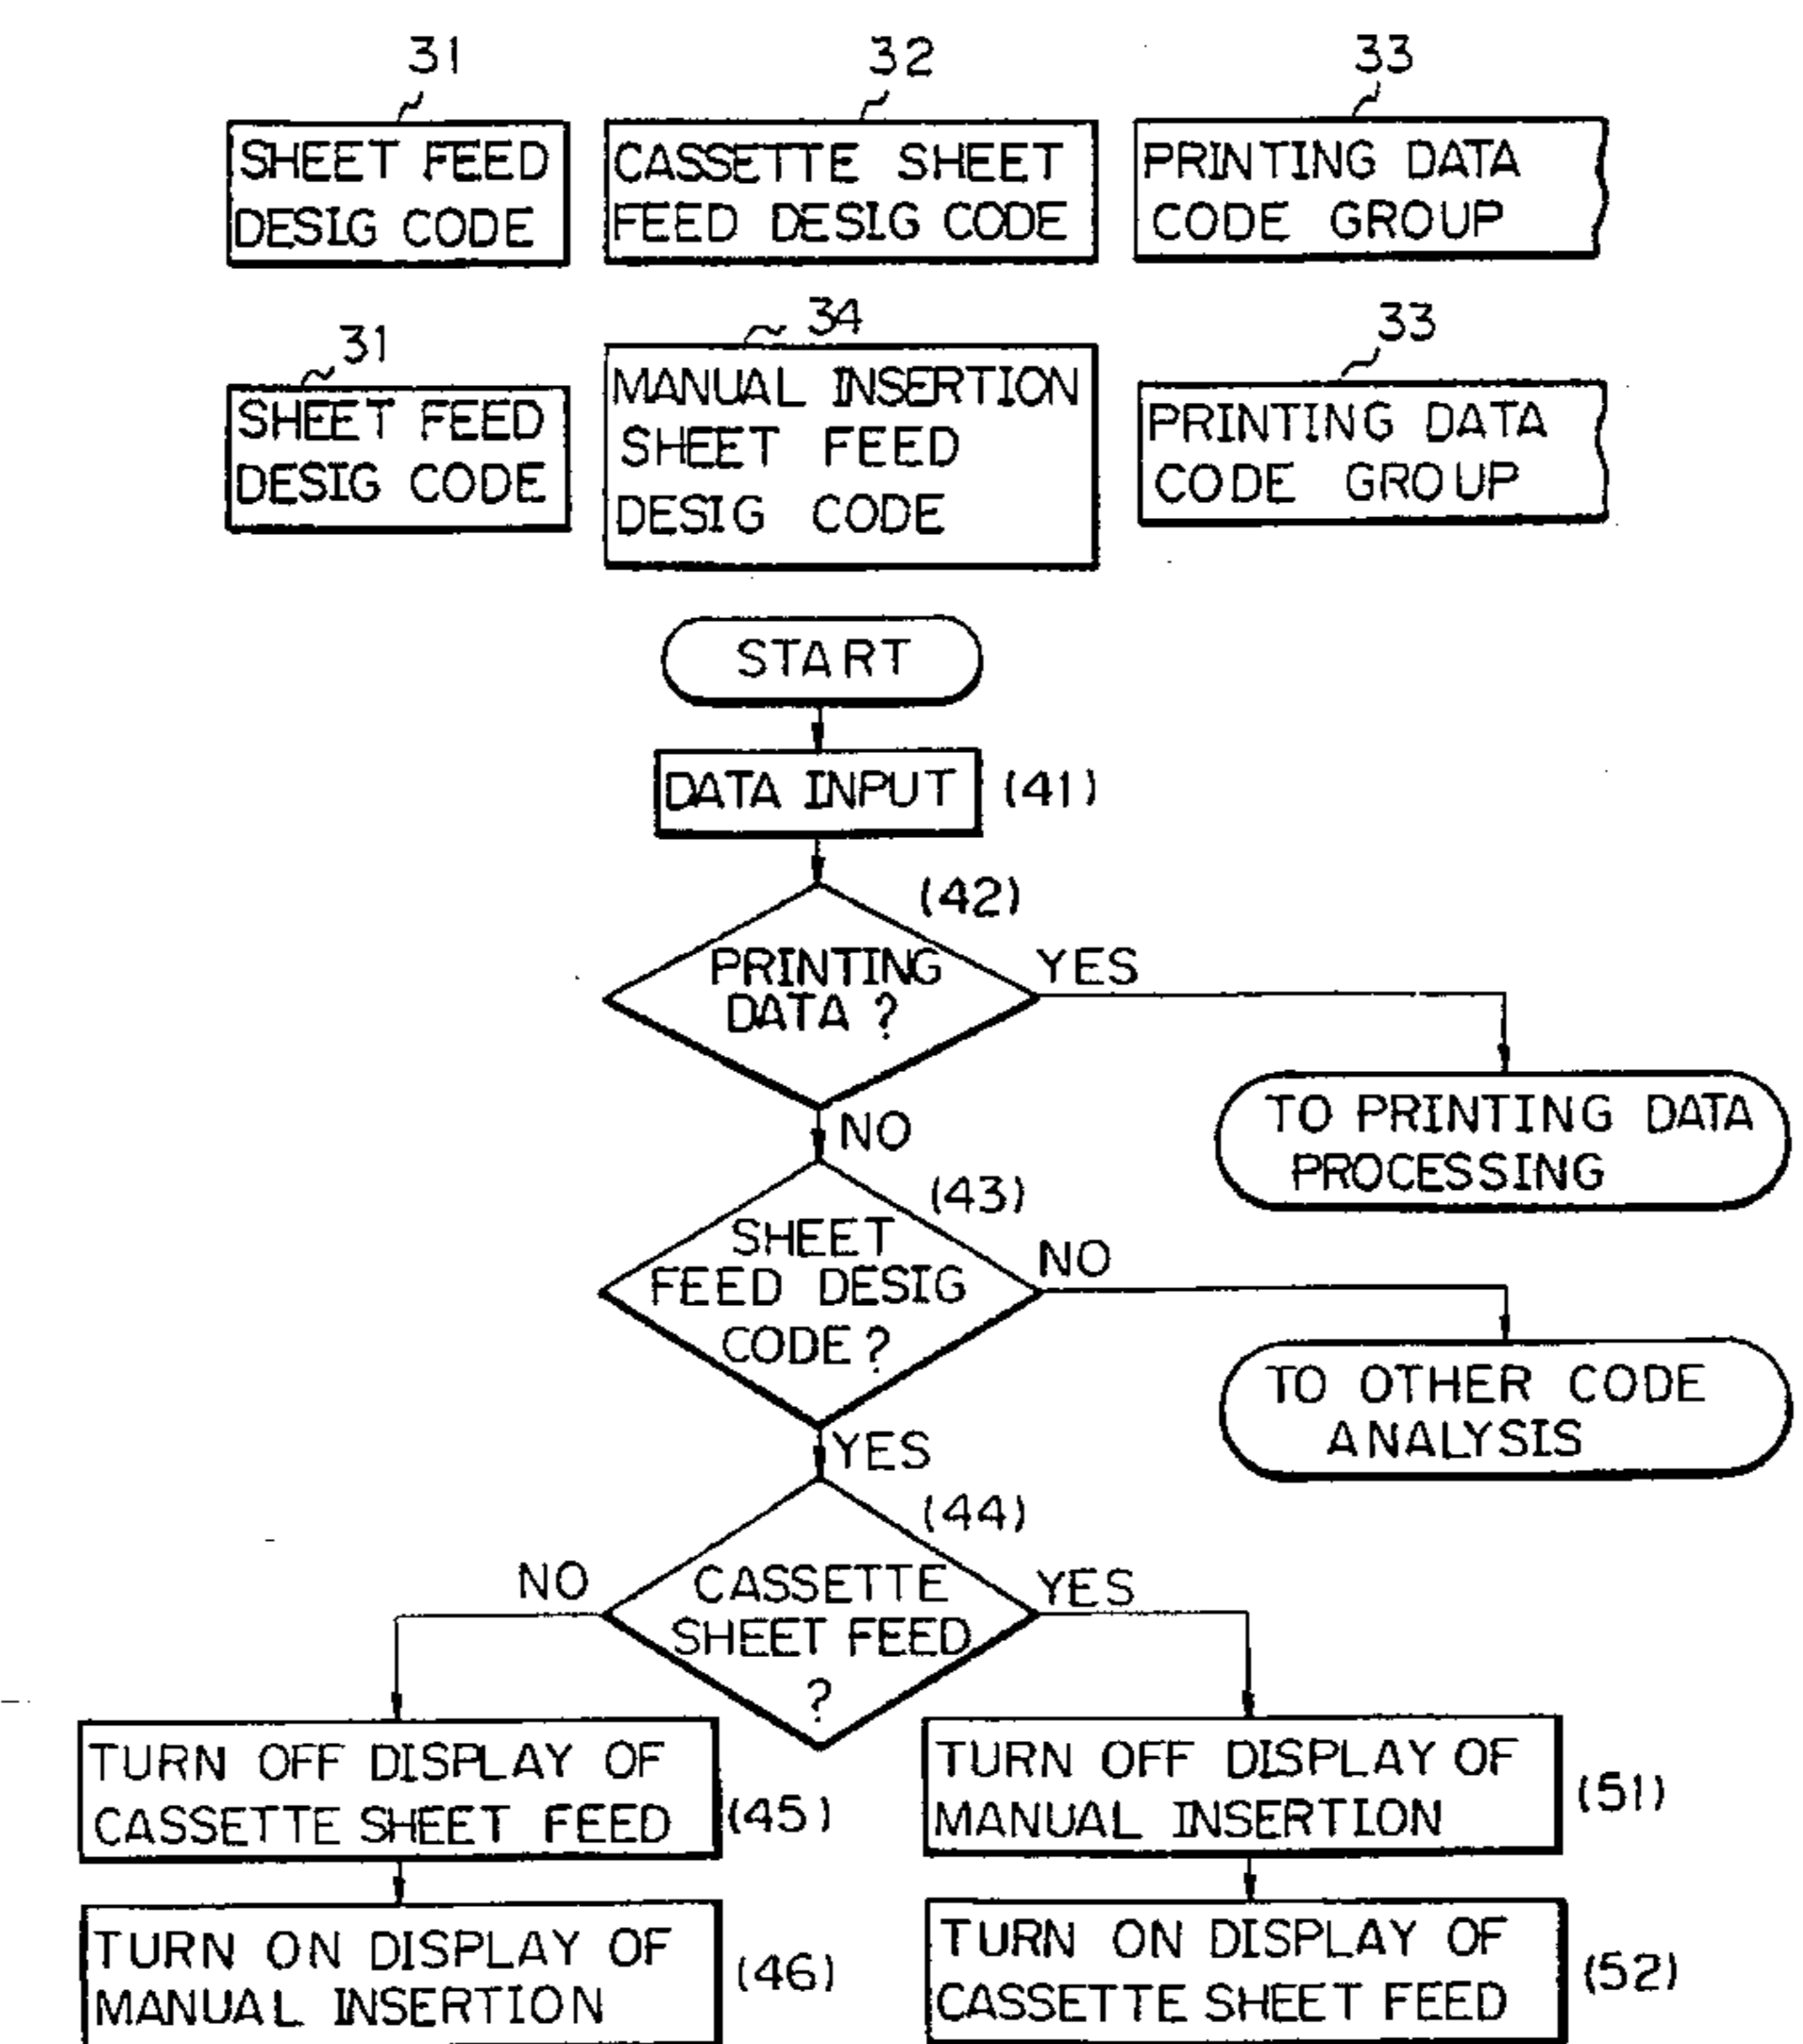 31
32
33
SHEET FEED
DESIG CODE
CASSETTE SHEET
FEED DESIG CODE
PRINTING DATA
CODE GROUP
31
34
33
SHEET FEED
DESIG CODE
MANUAL INSERTION
SHEET FEED
DESIG CODE
PRINTING DATA
CODE GROUP
START
DATA INPUT
(41)
(42)
PRINTING
DATA ?
YES
TO PRINTING DATA
PROCESSING
NO
(43)
SHEET
FEED DESIG
CODE ?
NO
TO OTHER CODE
ANALYSIS
YES
(44)
CASSETTE
SHEET FEED
?
NO
YES
TURN OFF DISPLAY OF
CASSETTE SHEET FEED
(45)
TURN OFF DISPLAY OF
MANUAL INSERTION
(51)
TURN ON DISPLAY OF
MANUAL INSERTION
(46)
TURN ON DISPLAY OF
CASSETTE SHEET FEED
(52)